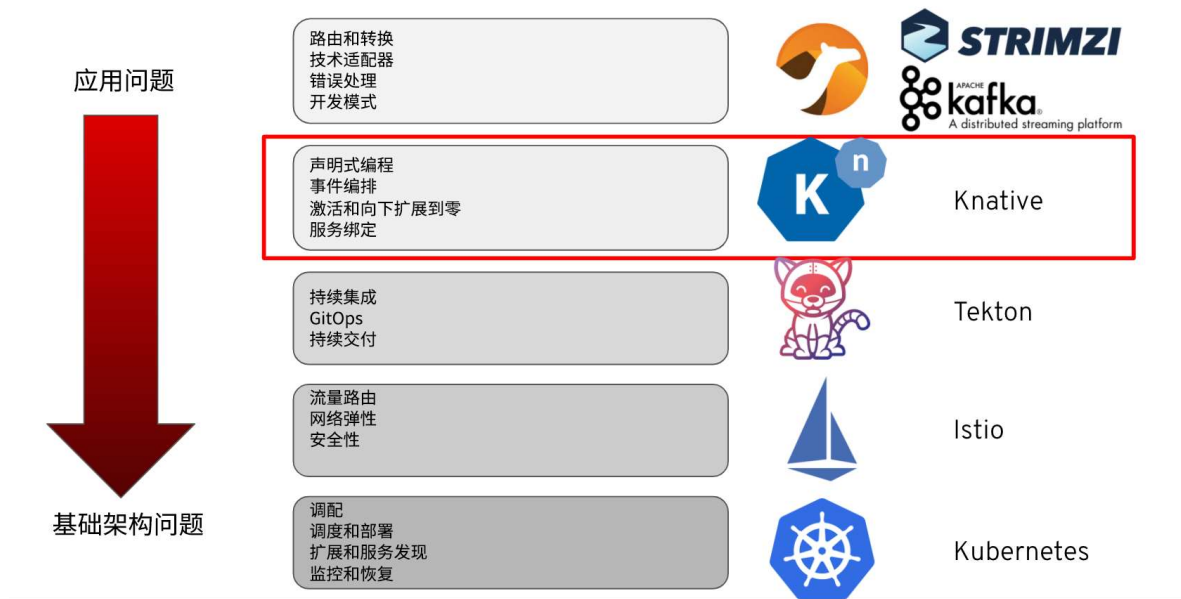 应用问题
基础架构问题
路由和转换
技术适配器
错误处理
开发模式
STRIMZI
APACHE
kafka®
A distributed streaming platform
声明式编程
事件编排
激活和向下扩展到零
服务绑定
K
n
Knative
持续集成
GitOps
持续交付
Tekton
流量路由
网络弹性
安全性
Istio
调配
调度和部署
扩展和服务发现
监控和恢复
Kubernetes